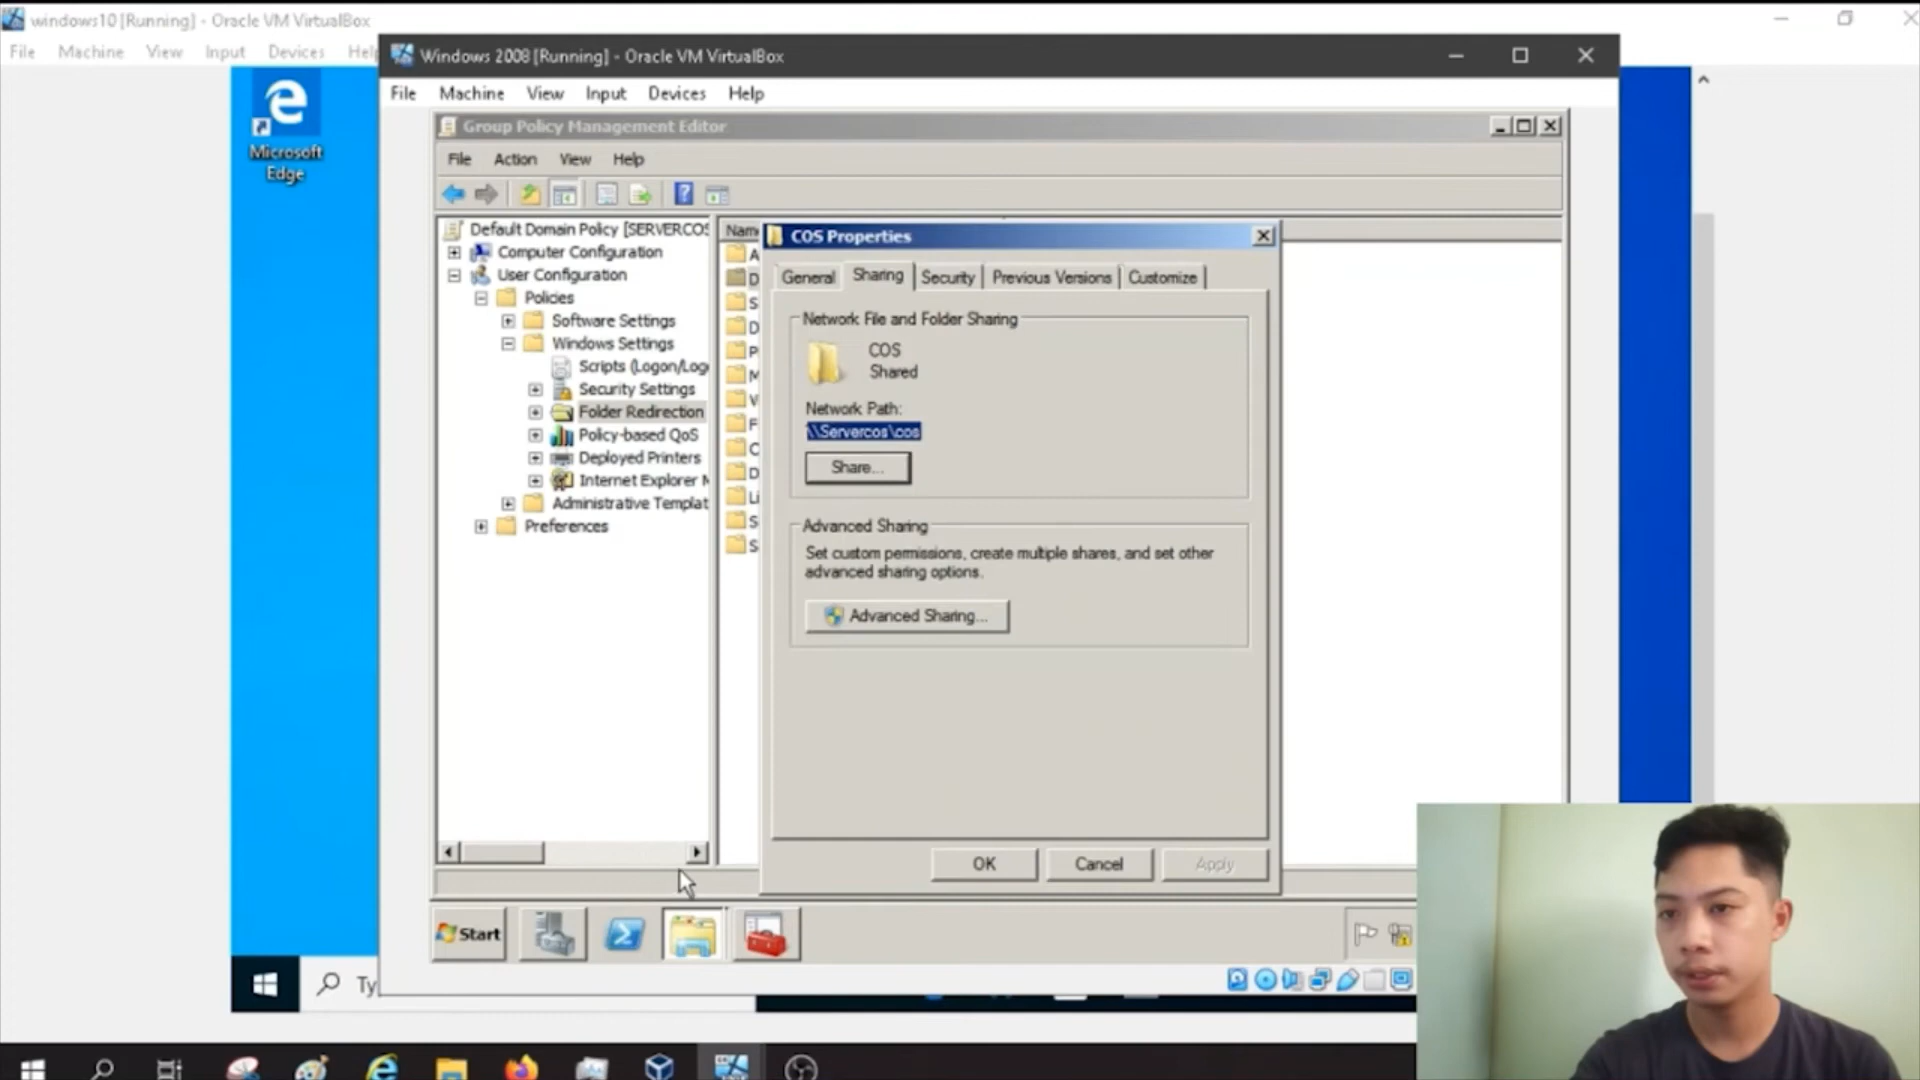 windows10 [Running] - Oracle VM VirtualBox
File Machine View Input Devices Help
Microsoft
Edge
Windows 2008 [Running] - Oracle VM VirtualBox
File Machine View Input Devices Help
Group Policy Management Editor
File Action View Help
Default Domain Policy [SERVERCOS
Computer Configuration
User Configuration
Policies
Software Settings
Windows Settings
Scripts (Logon/Logo
Security Settings
Folder Redirection
Policy-based QoS
Deployed Printers
Internet Explorer M
Administrative Templat
Preferences
Name
A
D
S
D
P
M
V
F
C
D
Li
S
S
COS Properties
General Sharing Security Previous Versions Customize
Network File and Folder Sharing
COS
Shared
Network Path:
\\Servercos\cos
Share...
Advanced Sharing
Set custom permissions, create multiple shares, and set other
advanced sharing options.
Advanced Sharing...
OK Cancel Apply
Start
Ty